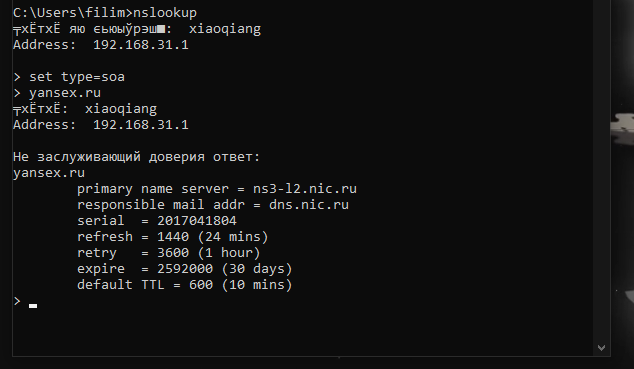 C:\Users\filim>nslookup
╤хЁтхЁ яю єьюыўрэш■:  xiaoqiang
Address:  192.168.31.1

> set type=soa
> yansex.ru
╤хЁтхЁ:  xiaoqiang
Address:  192.168.31.1

Не заслуживающий доверия ответ:
yansex.ru
        primary name server = ns3-l2.nic.ru
        responsible mail addr = dns.nic.ru
        serial  = 2017041804
        refresh = 1440 (24 mins)
        retry   = 3600 (1 hour)
        expire  = 2592000 (30 days)
        default TTL = 600 (10 mins)
>